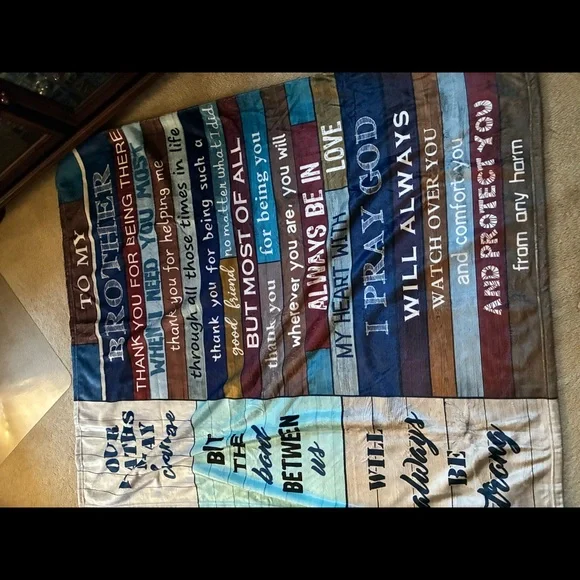 TO MY
BROTHER
THANK YOU FOR BEING THERE
WHEN I NEED YOU MOST
thank you for helping me
through all those times in life
thank you for being such a
good friend no matter what I did
BUT MOST OF ALL
thank you for being you
wherever you are, you will
ALWAYS BE IN
MY HEART WITH LOVE
I PRAY GOD
WILL ALWAYS
WATCH OVER YOU
and comfort you
AND PROTECT YOU
from any harm
OUR
PATHS
MAY
change
BIT
THE
BETWEEN
us
WILL
always
BE
strong